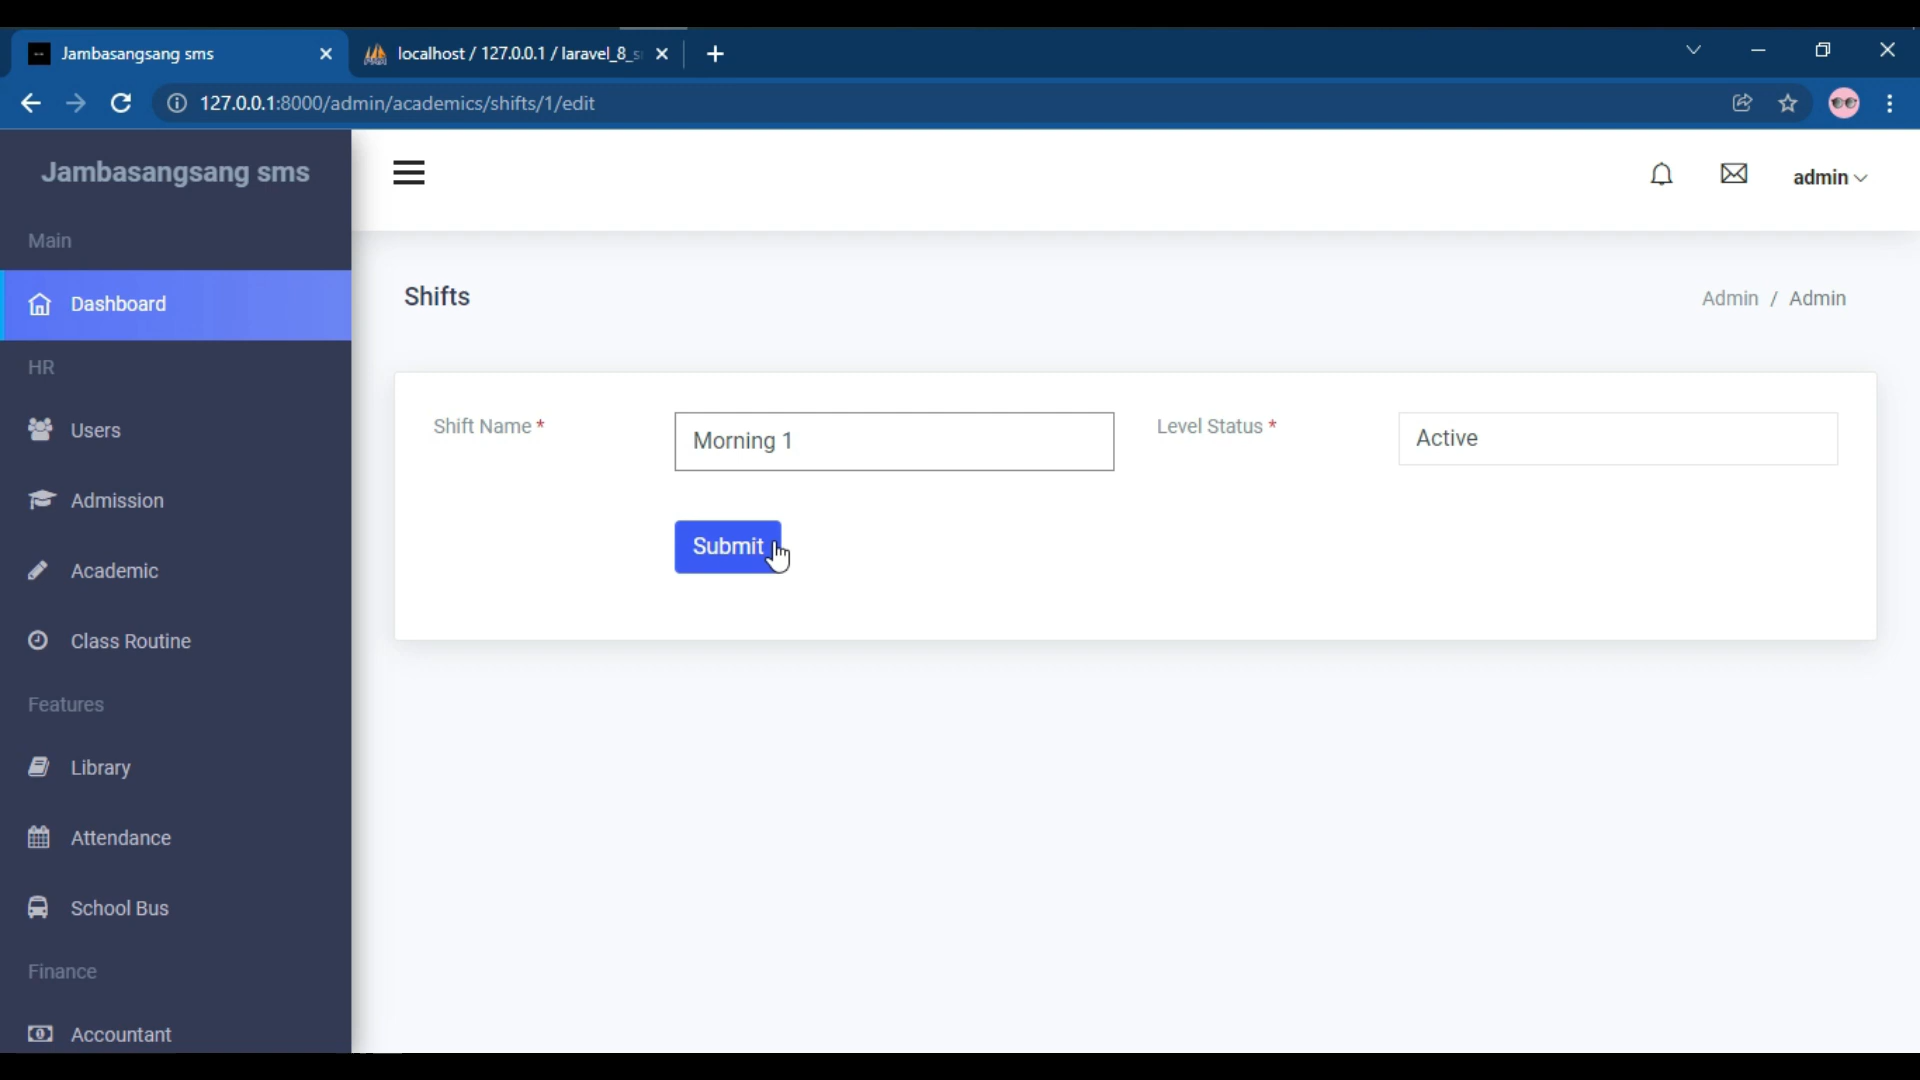 Jambasangsang sms
localhost / 127.0.0.1 / laravel_8_s
127.0.0.1:8000/admin/academics/shifts/1/edit
Jambasangsang sms
admin
Main
Dashboard
HR
Users
Admission
Academic
Class Routine
Features
Library
Attendance
School Bus
Finance
Accountant
Shifts
Admin / Admin
Shift Name *
Morning 1
Level Status *
Active
Submit